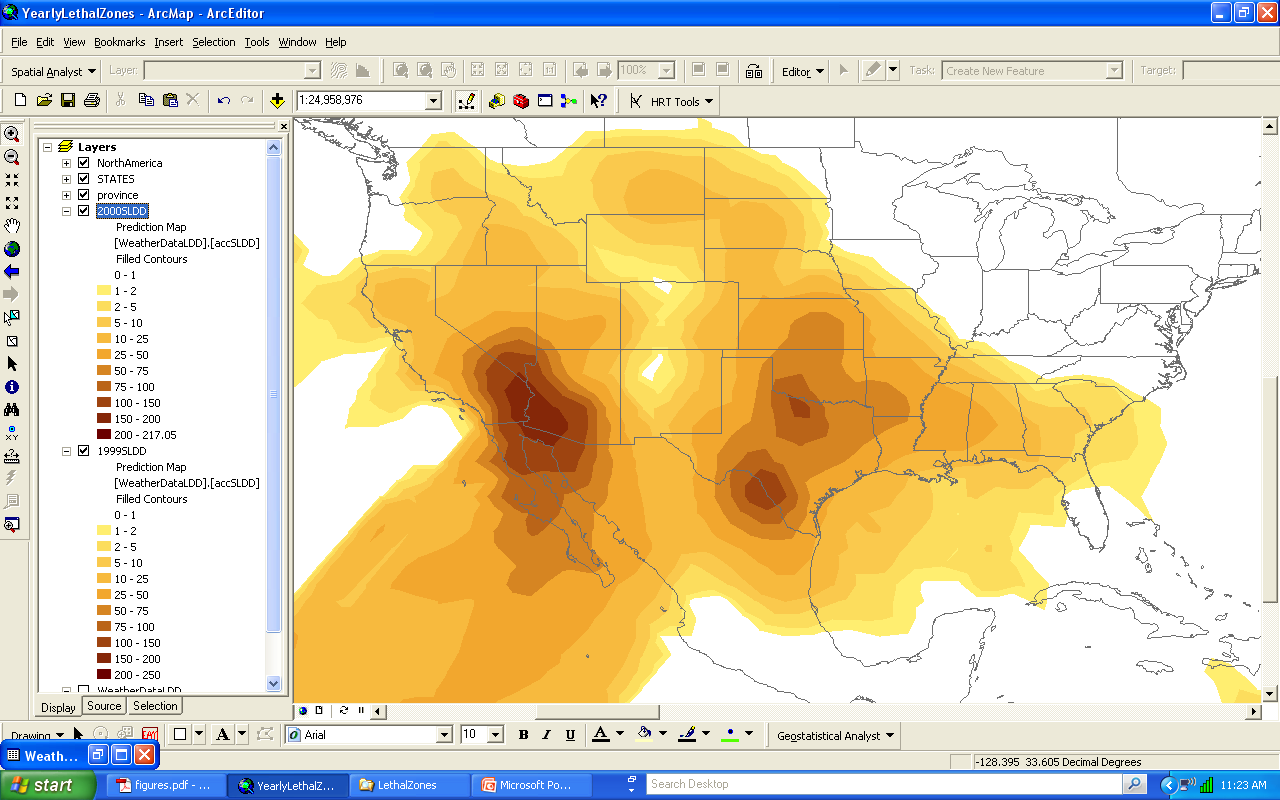 YearlyLethalZones - ArcMap - ArcEditor
File Edit View Bookmarks Insert Selection Tools Window Help
Spatial Analyst Layer: 1:1 100% Editor Task: Create New Feature Target:
1:24,958,976 HRT Tools
Layers
NorthAmerica
STATES
province
2000SLDD
Prediction Map
[WeatherDataLDD].[accSLDD]
Filled Contours
0 - 1
1 - 2
2 - 5
5 - 10
10 - 25
25 - 50
50 - 75
75 - 100
100 - 150
150 - 200
200 - 217.05
1999SLDD
Prediction Map
[WeatherDataLDD].[accSLDD]
Filled Contours
0 - 1
1 - 2
2 - 5
5 - 10
10 - 25
25 - 50
50 - 75
75 - 100
100 - 150
150 - 200
200 - 250
WeatherDataLDD
Display Source Selection
Drawing A Arial 10 B I U A Geostatistical Analyst
Weath...
-128.395 33.605 Decimal Degrees
start figures.pdf - ... YearlyLethalZ... LethalZones Microsoft Po... Search Desktop 11:23 AM